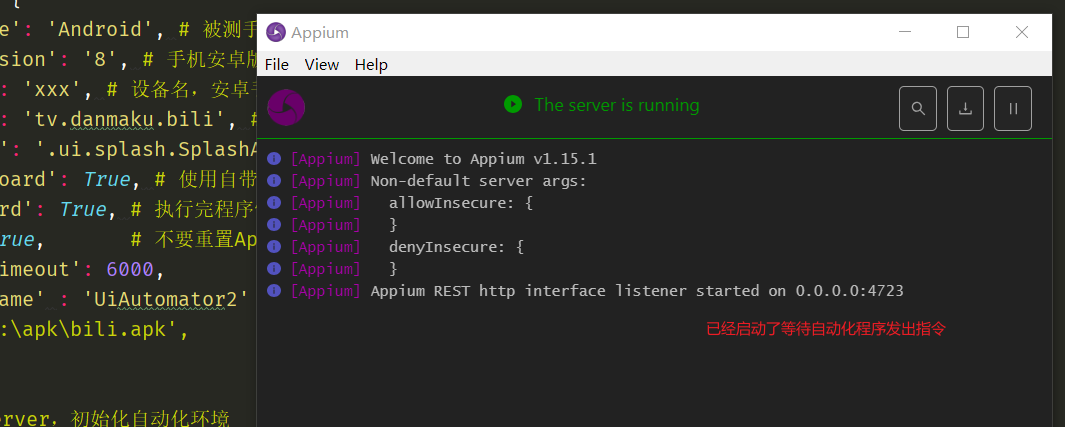 {
e': 'Android', # 被测手
sion': '8', # 手机安卓版
: 'xxx', # 设备名，安卓手
: 'tv.danmaku.bili', #
': '.ui.splash.SplashA
oard': True, # 使用自带
rd': True, # 执行完程序
rue, # 不要重置Ap
imeout': 6000,
ame' : 'UiAutomator2'
:\apk\bili.apk',
erver，初始化自动化环境
Appium
File View Help
The server is running
[Appium] Welcome to Appium v1.15.1
[Appium] Non-default server args:
[Appium] allowInsecure: {
[Appium] }
[Appium] denyInsecure: {
[Appium] }
[Appium] Appium REST http interface listener started on 0.0.0.0:4723
已经启动了等待自动化程序发出指令